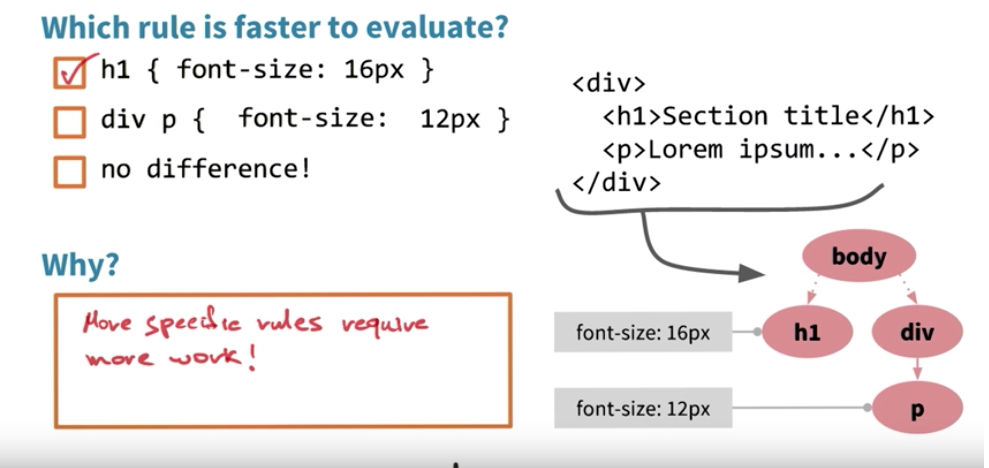 Which rule is faster to evaluate?
h1 { font-size: 16px }
div p { font-size: 12px }
no difference!
Why?
More specific rules require
more work!
<div>
<h1>Section title</h1>
<p>Lorem ipsum...</p>
</div>
body
font-size: 16px
h1
div
font-size: 12px
p